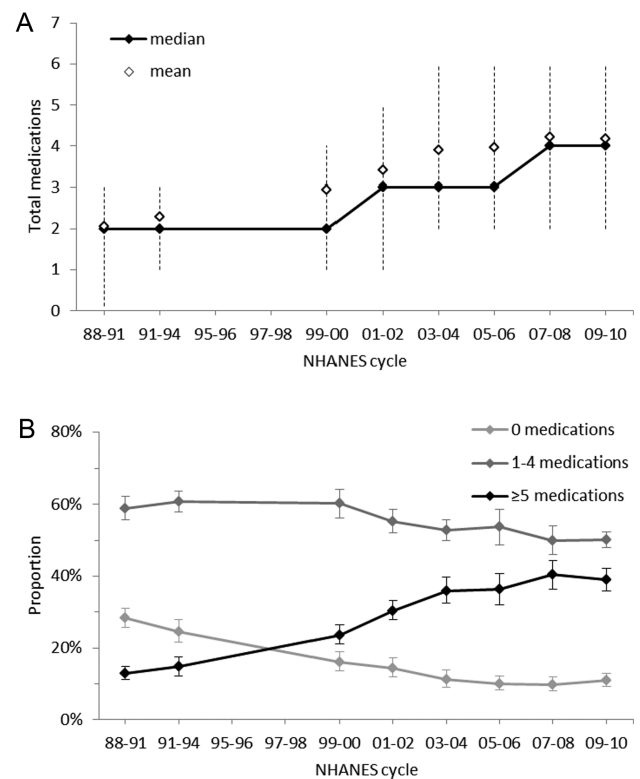 A
7
6
5
4
3
2
1
0
Total medications
median
mean
88-91 91-94 95-96 97-98 99-00 01-02 03-04 05-06 07-08 09-10
NHANES cycle
B
80%
60%
40%
20%
0%
Proportion
0 medications
1-4 medications
≥5 medications
88-91 91-94 95-96 97-98 99-00 01-02 03-04 05-06 07-08 09-10
NHANES cycle